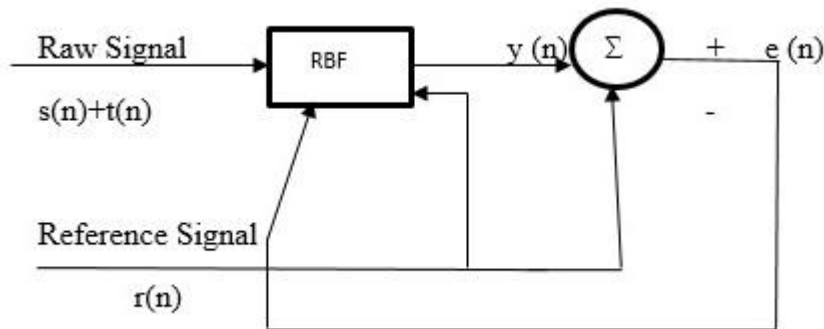 Raw Signal
RBF
y (n)
Σ
+
e (n)
s(n)+t(n)
-
Reference Signal
r(n)